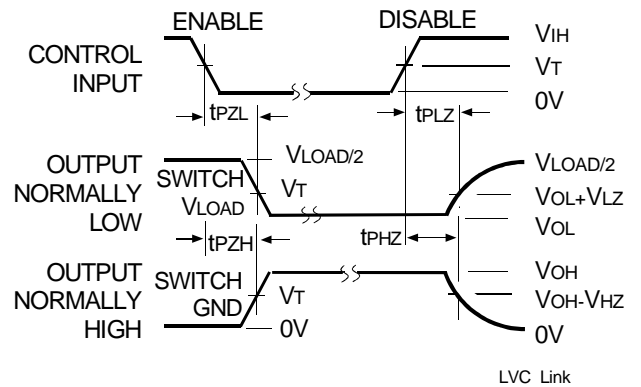 ENABLE DISABLE
CONTROL INPUT
VIH
VT
0V
tPZL tPLZ
OUTPUT NORMALLY LOW
SWITCH VLOAD
VLOAD/2
VT
VLOAD/2
VOL+VLZ
VOL
tPZH tPHZ
OUTPUT NORMALLY HIGH
SWITCH GND
VT
0V
VOH
VOH-VHZ
0V
LVC Link